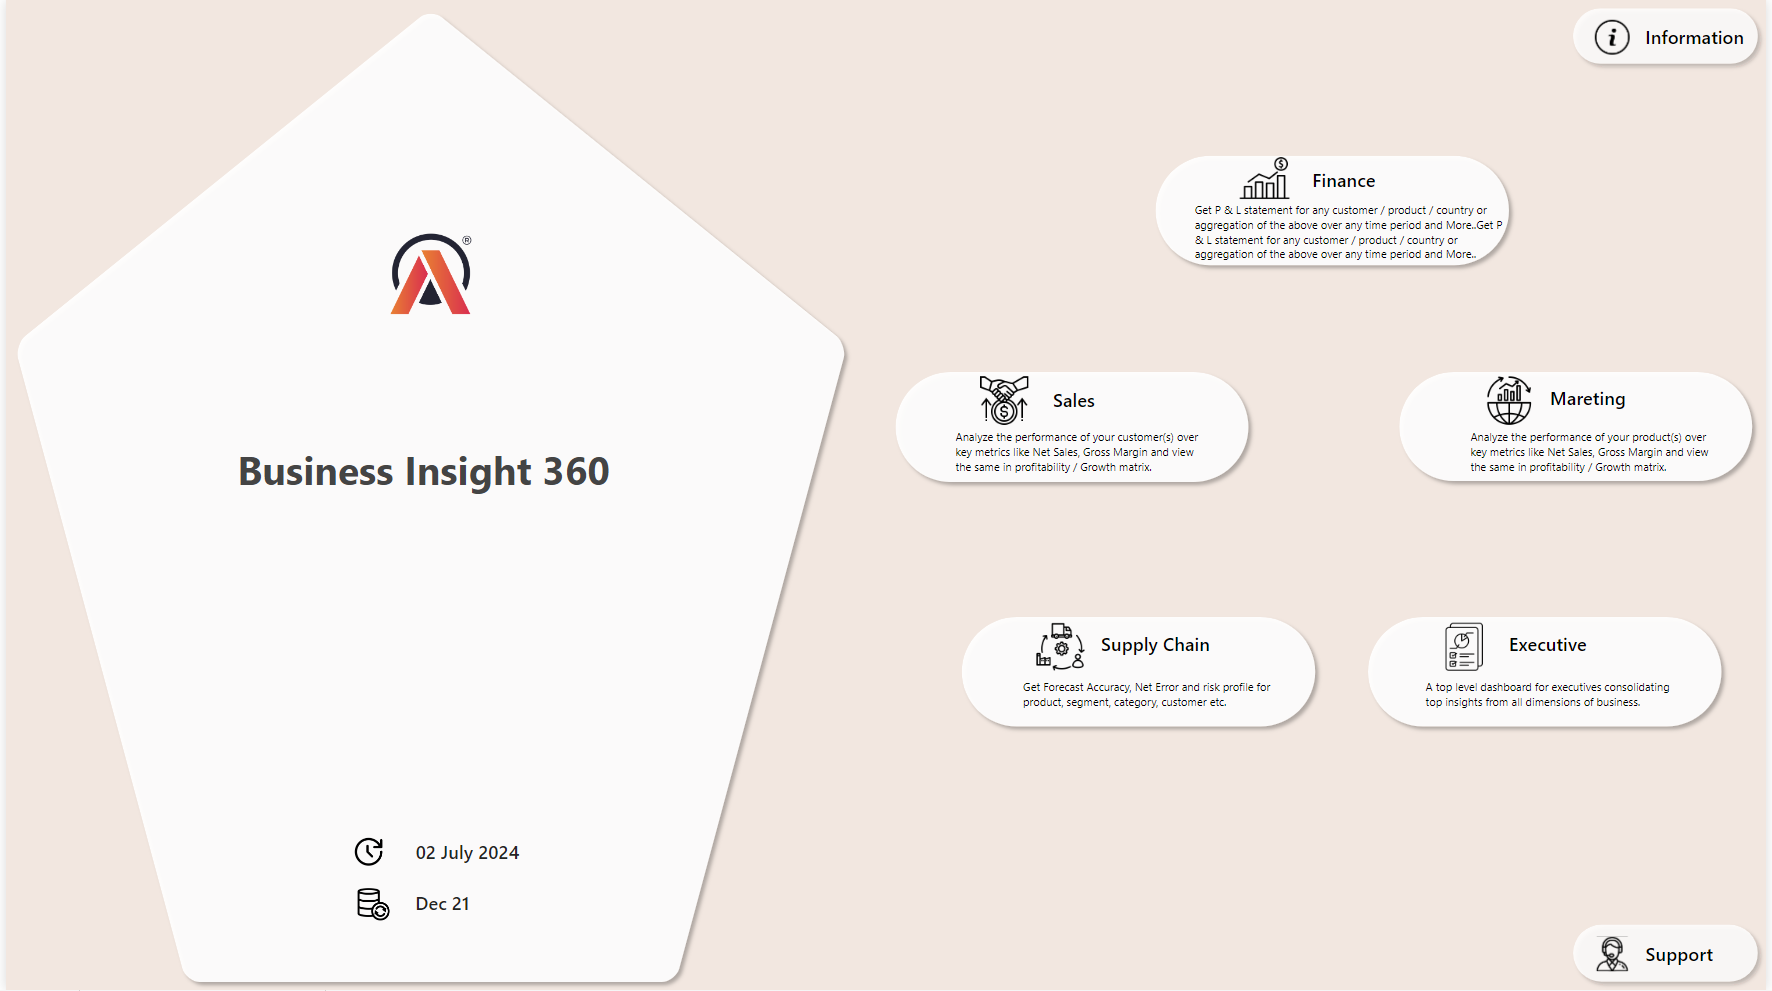 Information
Finance
Get P & L statement for any customer / product / country or
aggregation of the above over any time period and More..Get P
& L statement for any customer / product / country or
aggregation of the above over any time period and More..
®
Sales
Analyze the performance of your customer(s) over
key metrics like Net Sales, Gross Margin and view
the same in profitability / Growth matrix.
Mareting
Analyze the performance of your product(s) over
key metrics like Net Sales, Gross Margin and view
the same in profitability / Growth matrix.
Business Insight 360
Supply Chain
Get Forecast Accuracy, Net Error and risk profile for
product, segment, category, customer etc.
Executive
A top level dashboard for executives consolidating
top insights from all dimensions of business.
02 July 2024
Dec 21
Support